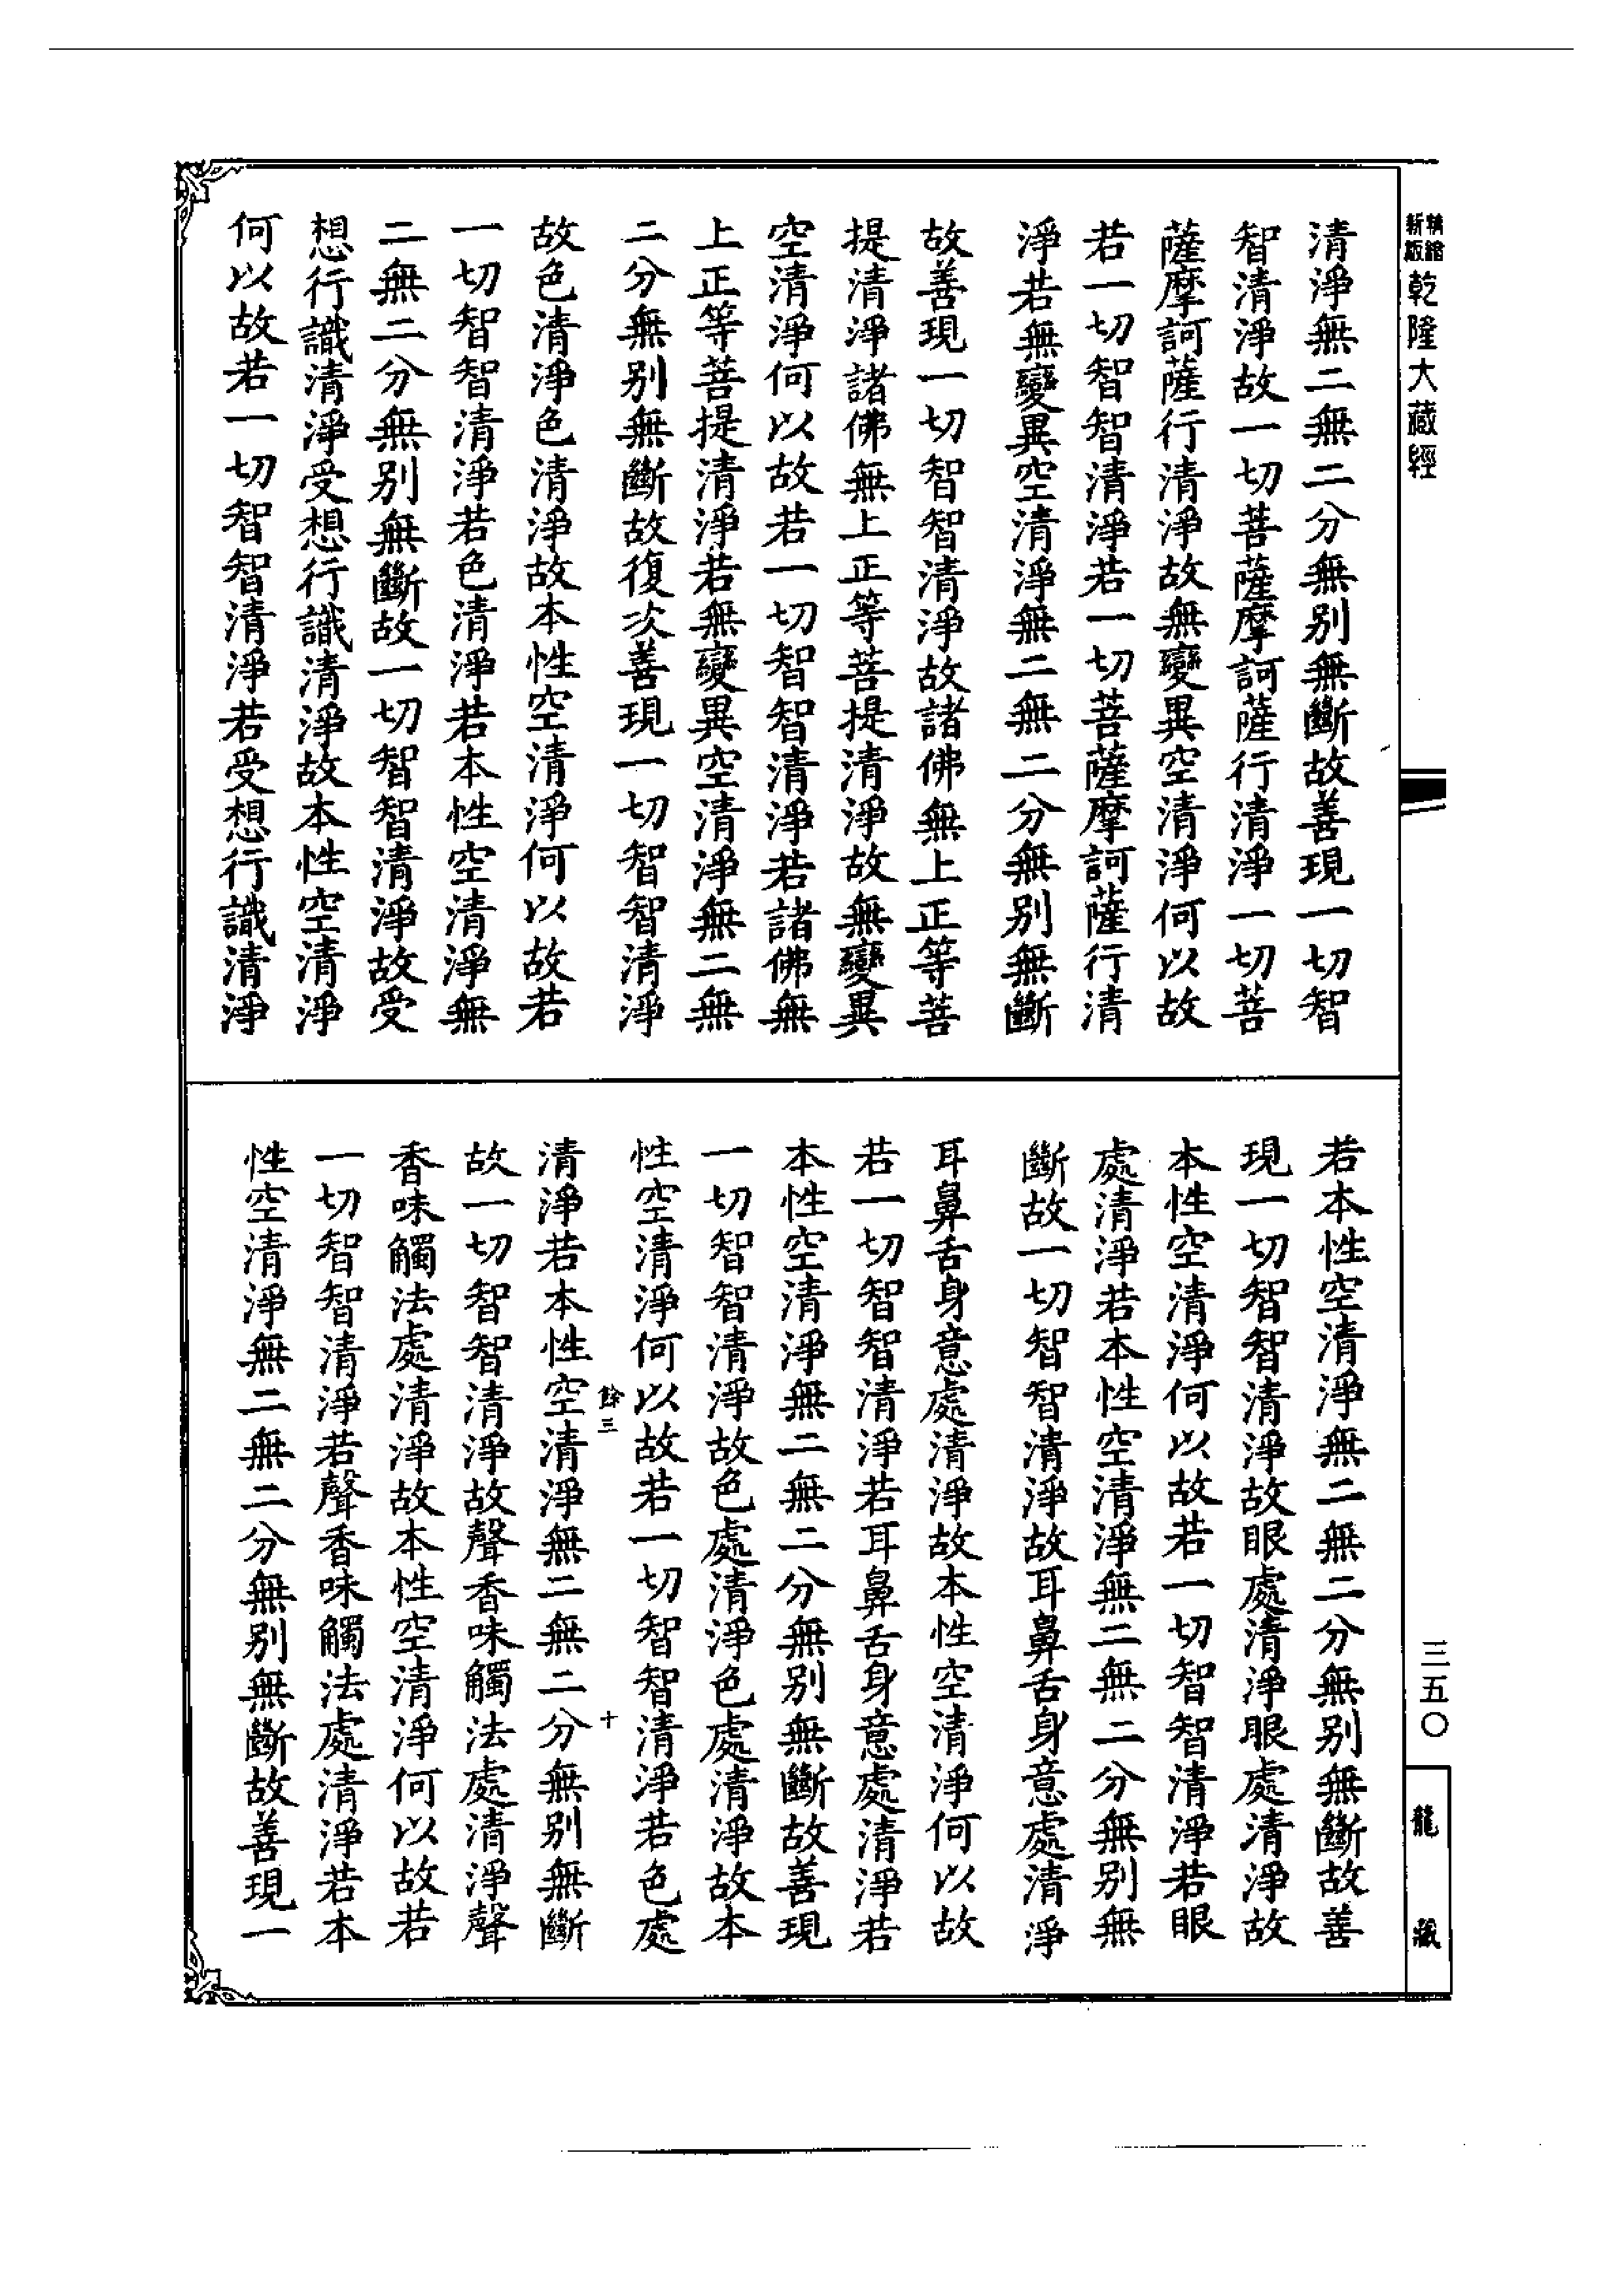 新版精縮乾隆大藏經
三五〇
龍藏
清淨無二無二分無別無斷故善現一切智
智清淨故一切菩薩摩訶薩行清淨一切菩
薩摩訶薩行清淨故無變異空清淨何以故
若一切智智清淨若一切菩薩摩訶薩行清
淨若無變異空清淨無二無二分無別無斷
故善現一切智智清淨故諸佛無上正等菩
提清淨諸佛無上正等菩提清淨故無變異
空清淨何以故若一切智智清淨若諸佛無
上正等菩提清淨若無變異空清淨無二無
二分無別無斷故復次善現一切智智清淨
故色清淨色清淨故本性空清淨何以故若
一切智智清淨若色清淨若本性空清淨無
二無二分無別無斷故一切智智清淨故受
想行識清淨受想行識清淨故本性空清淨
何以故若一切智智清淨若受想行識清淨
若本性空清淨無二無二分無別無斷故善
現一切智智清淨故眼處清淨眼處清淨故
本性空清淨何以故若一切智智清淨若眼
處清淨若本性空清淨無二無二分無別無
斷故一切智智清淨故耳鼻舌身意處清淨
耳鼻舌身意處清淨故本性空清淨何以故
若一切智智清淨若耳鼻舌身意處清淨若
本性空清淨無二無二分無別無斷故善現
一切智智清淨故色處清淨色處清淨故本
性空清淨何以故若一切智智清淨若色處
餘三 十
清淨若本性空清淨無二無二分無別無斷
故一切智智清淨故聲香味觸法處清淨聲
香味觸法處清淨故本性空清淨何以故若
一切智智清淨若聲香味觸法處清淨若本
性空清淨無二無二分無別無斷故善現一